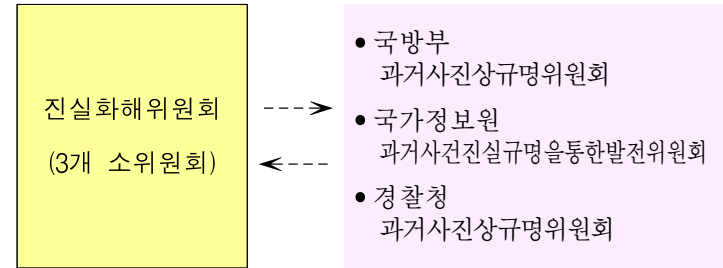 진실화해위원회
(3개 소위원회)
• 국방부
과거사진상규명위원회
• 국가정보원
과거사건진실규명을통한발전위원회
• 경찰청
과거사진상규명위원회